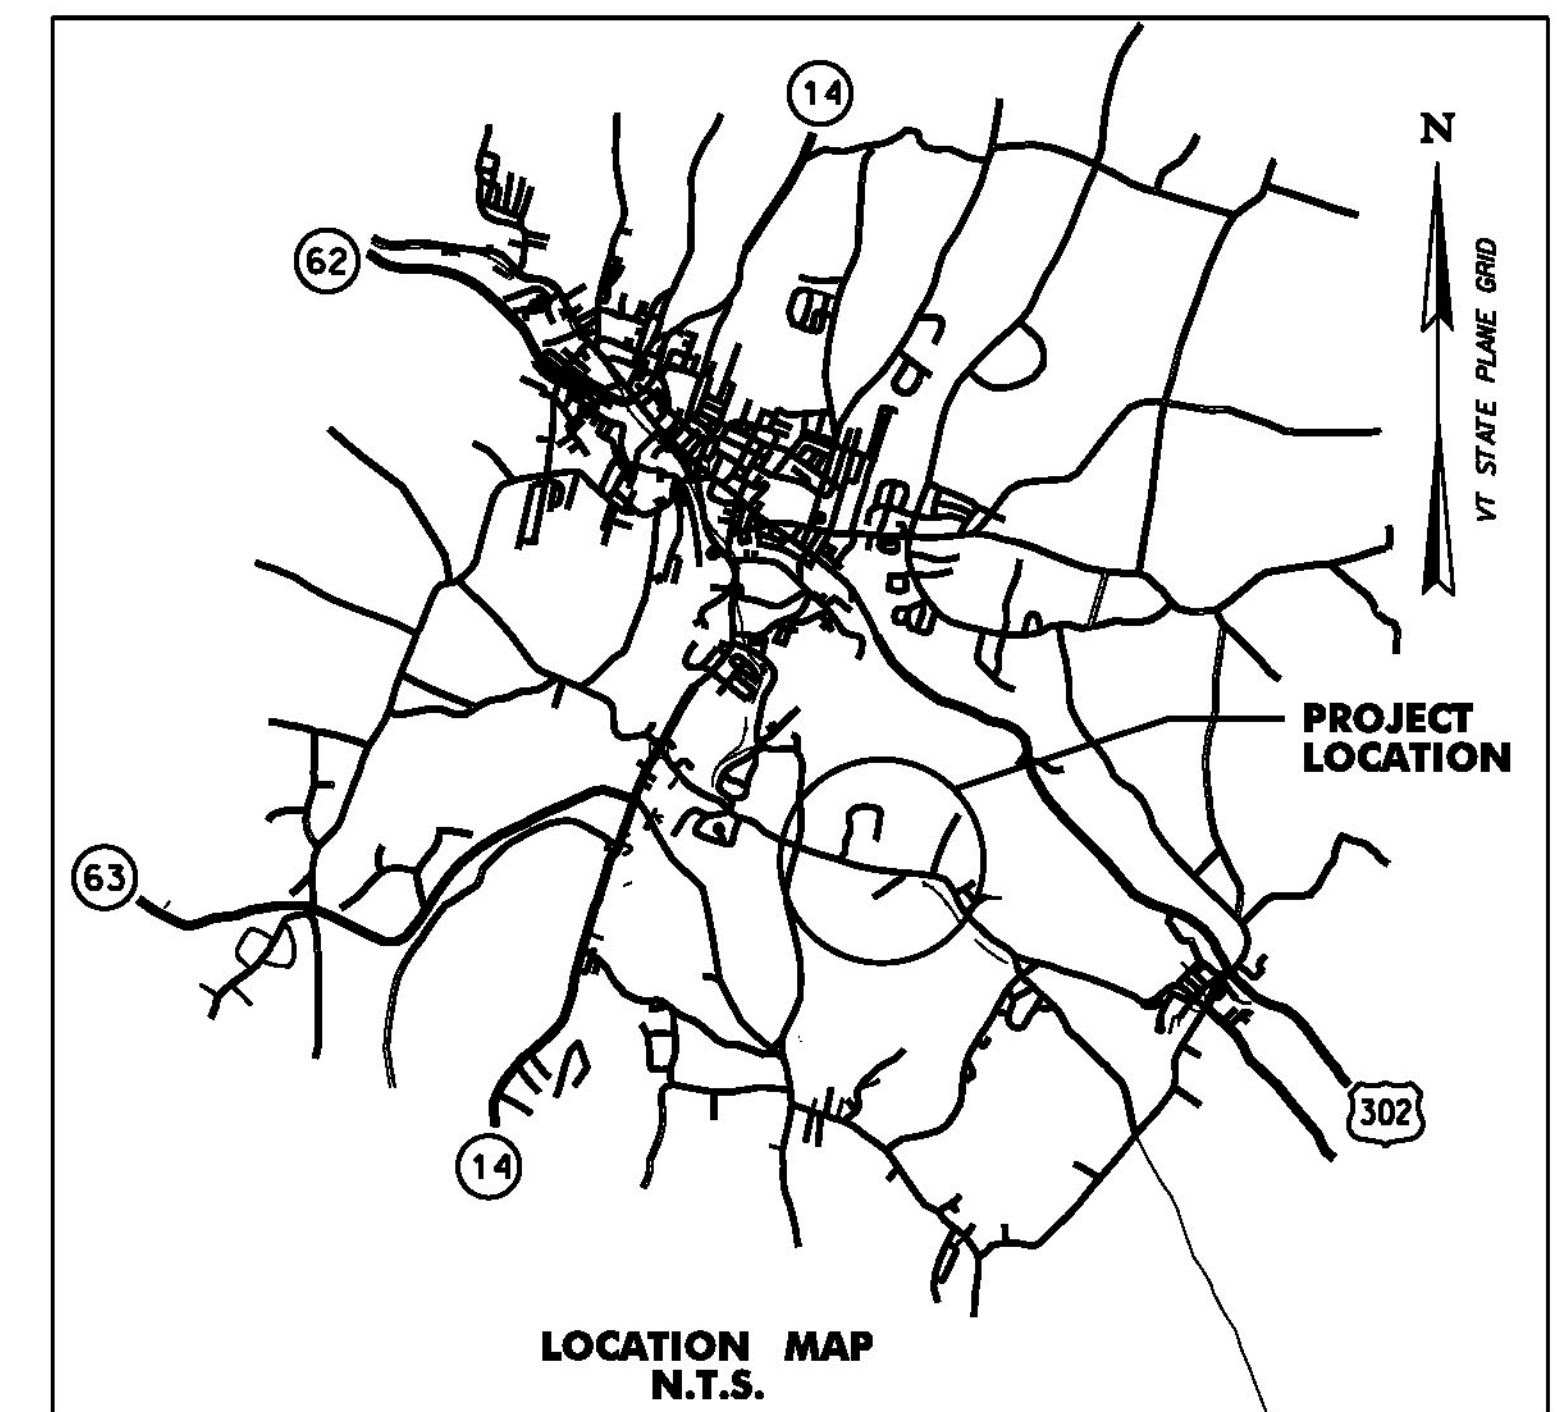 14
N
62
VT STATE PLANE GRID
PROJECT
LOCATION
63
302
14
LOCATION MAP
N.T.S.